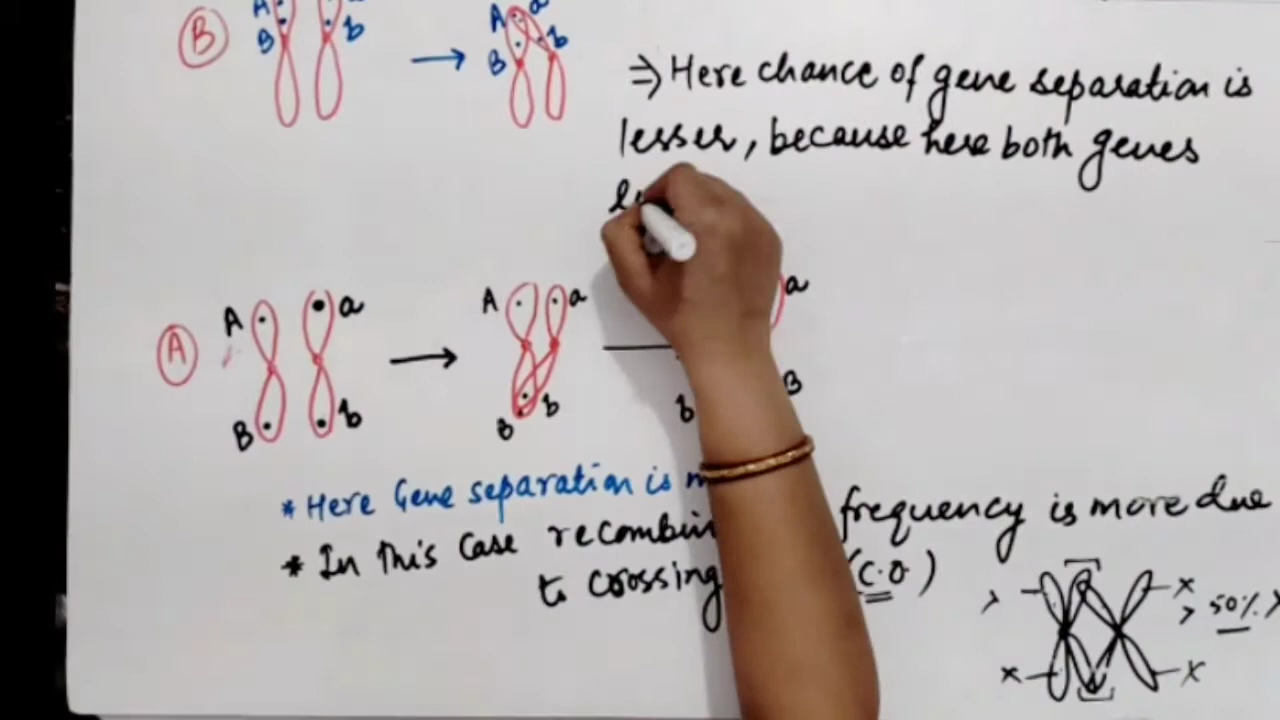 A a
B B b
→
A a
B b
⇒ Here chance of gene separation is
lesser, because here both genes
A
A a
B b
→
A a
B b
a
b B
* Here Gene separation is
* In this case frequency is more due
to crossing (C.O)
x
> 50%
x x